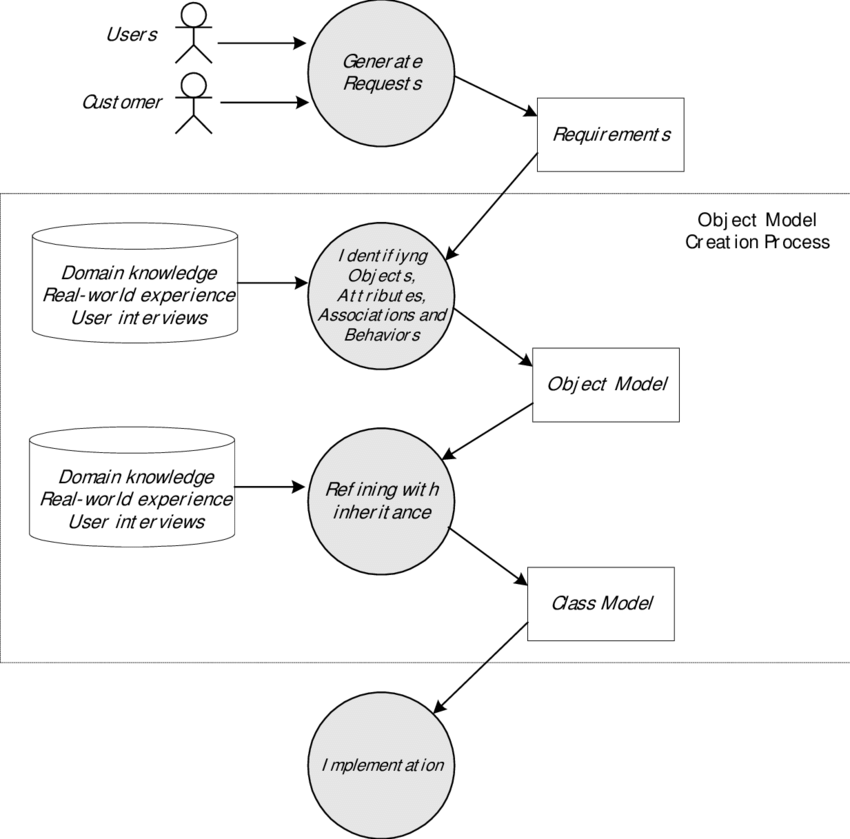 Users
Customer
Generate
Requests
Requirements
Object Model
Creation Process
Domain knowledge
Real-world experience
User interviews
Identifiyng
Objects,
Attributes,
Associations and
Behaviors
Object Model
Domain knowledge
Real-world experience
User interviews
Refining with
inheritance
Class Model
Implementation